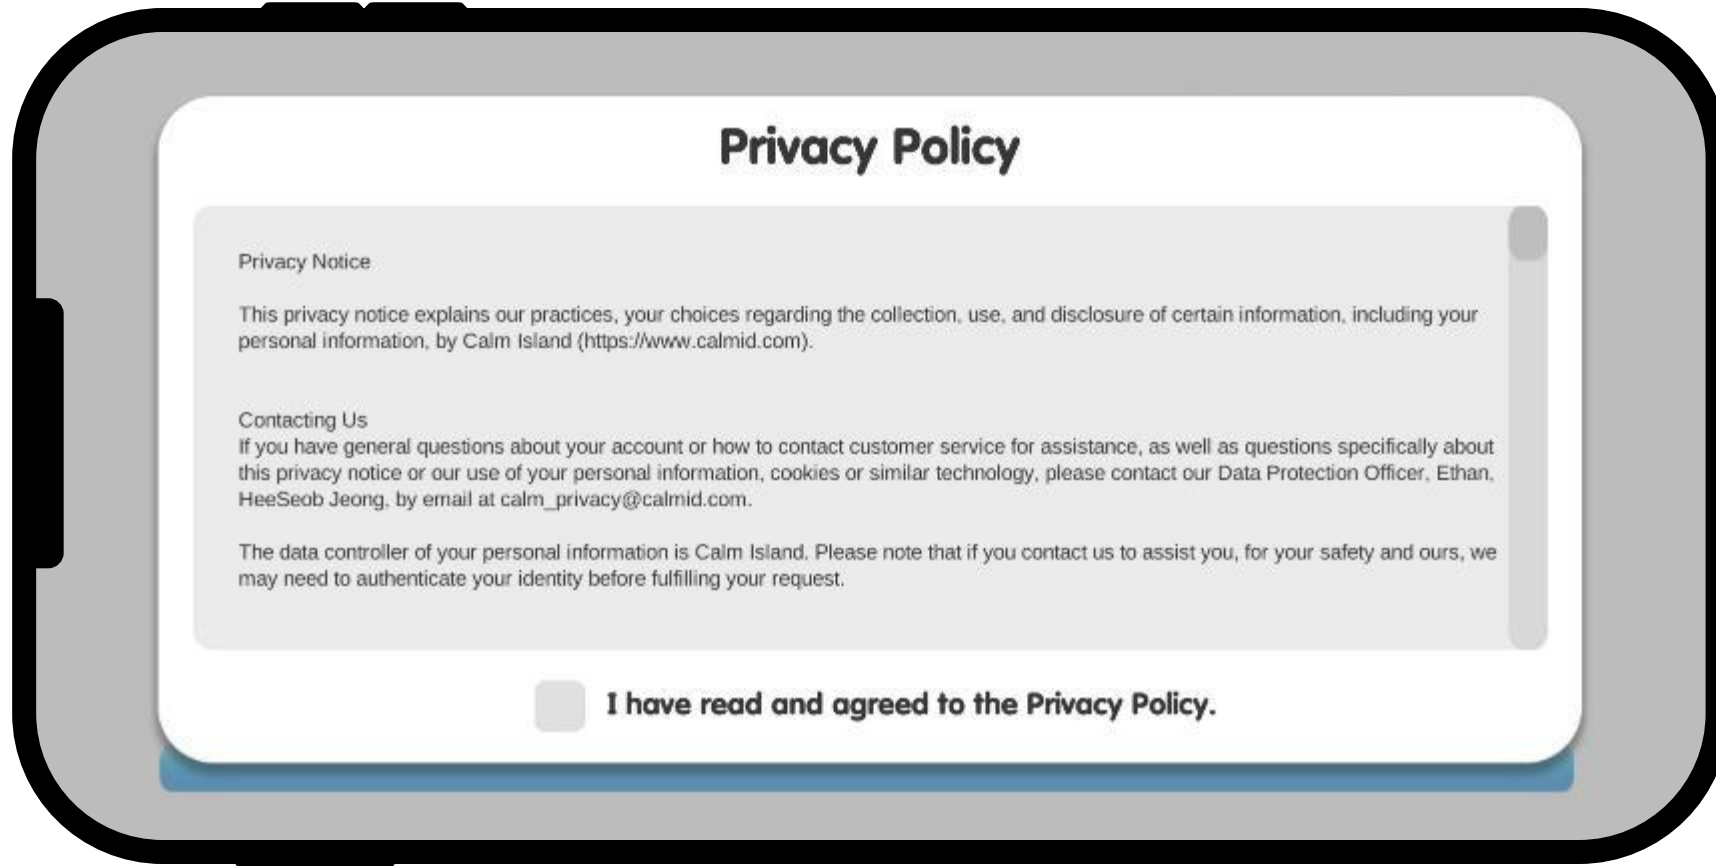 Privacy Policy
Privacy Notice
This privacy notice explains our practices, your choices regarding the collection, use, and disclosure of certain information, including your
personal information, by Calm Island (https://www.calmid.com).
Contacting Us
If you have general questions about your account or how to contact customer service for assistance, as well as questions specifically about
this privacy notice or our use of your personal information, cookies or similar technology, please contact our Data Protection Officer, Ethan,
HeeSeob Jeong, by email at calm_privacy@calmid.com.
The data controller of your personal information is Calm Island. Please note that if you contact us to assist you, for your safety and ours, we
may need to authenticate your identity before fulfilling your request.
I have read and agreed to the Privacy Policy.